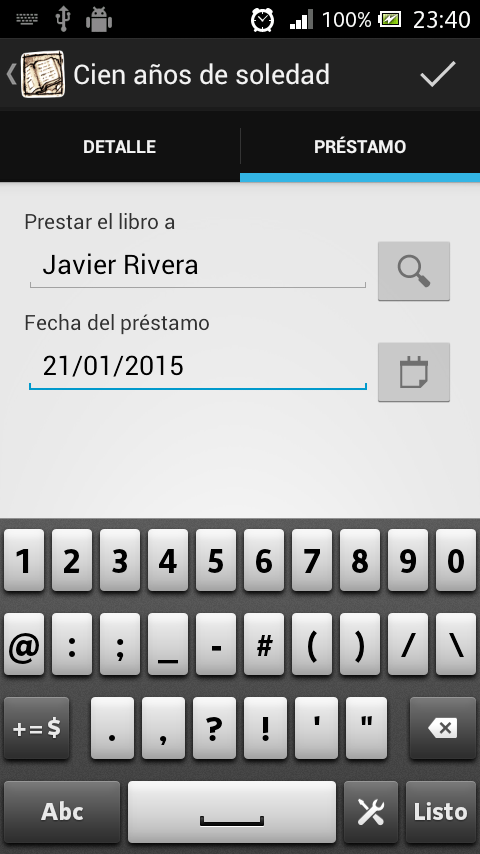 100% 23:40
Cien años de soledad
DETALLE PRÉSTAMO
Prestar el libro a
Javier Rivera
Fecha del préstamo
21/01/2015
1 2 3 4 5 6 7 8 9 0
@ : ; _ - # ( ) / \
+=$ . , ? ! ' "
Abc Listo